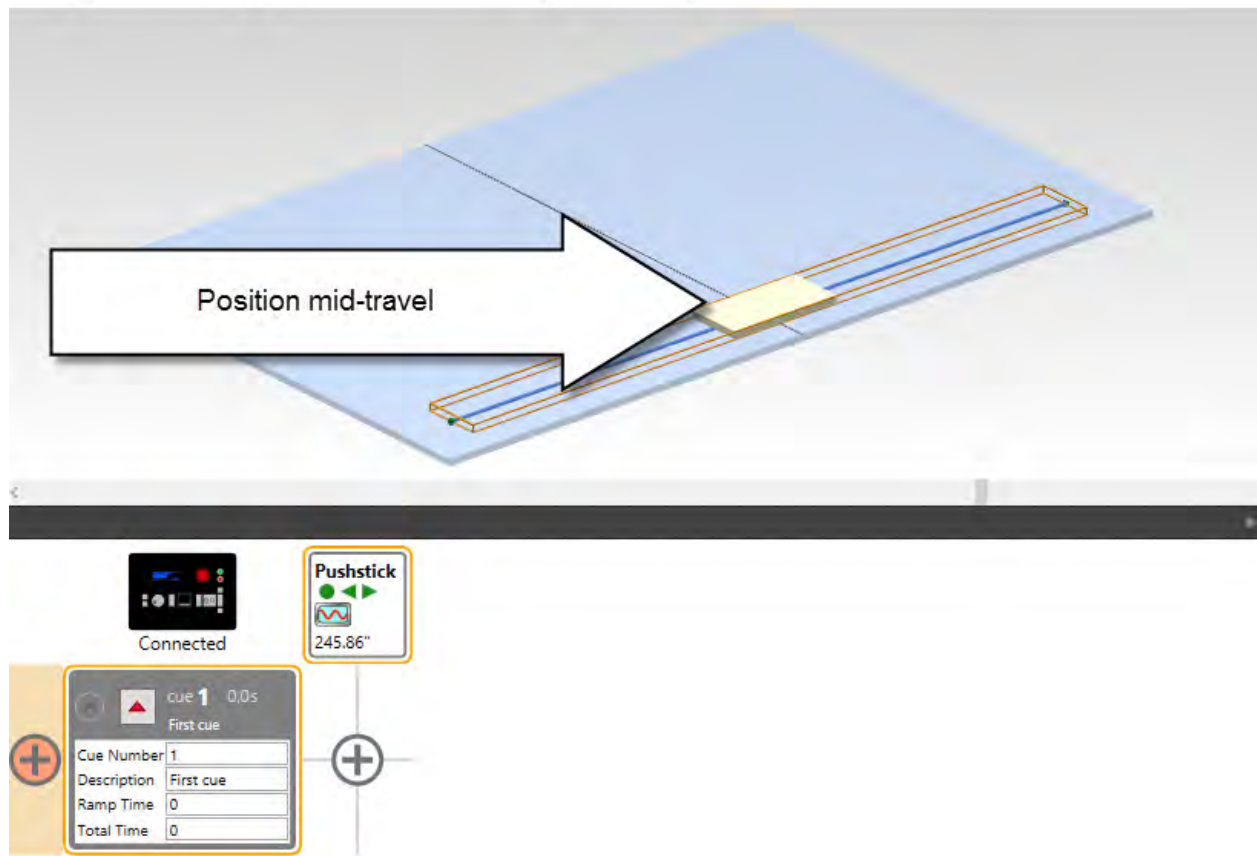 Position mid-travel
Connected
Pushstick
245.86"
cue 1 0,0s
First cue
Cue Number 1
Description First cue
Ramp Time 0
Total Time 0